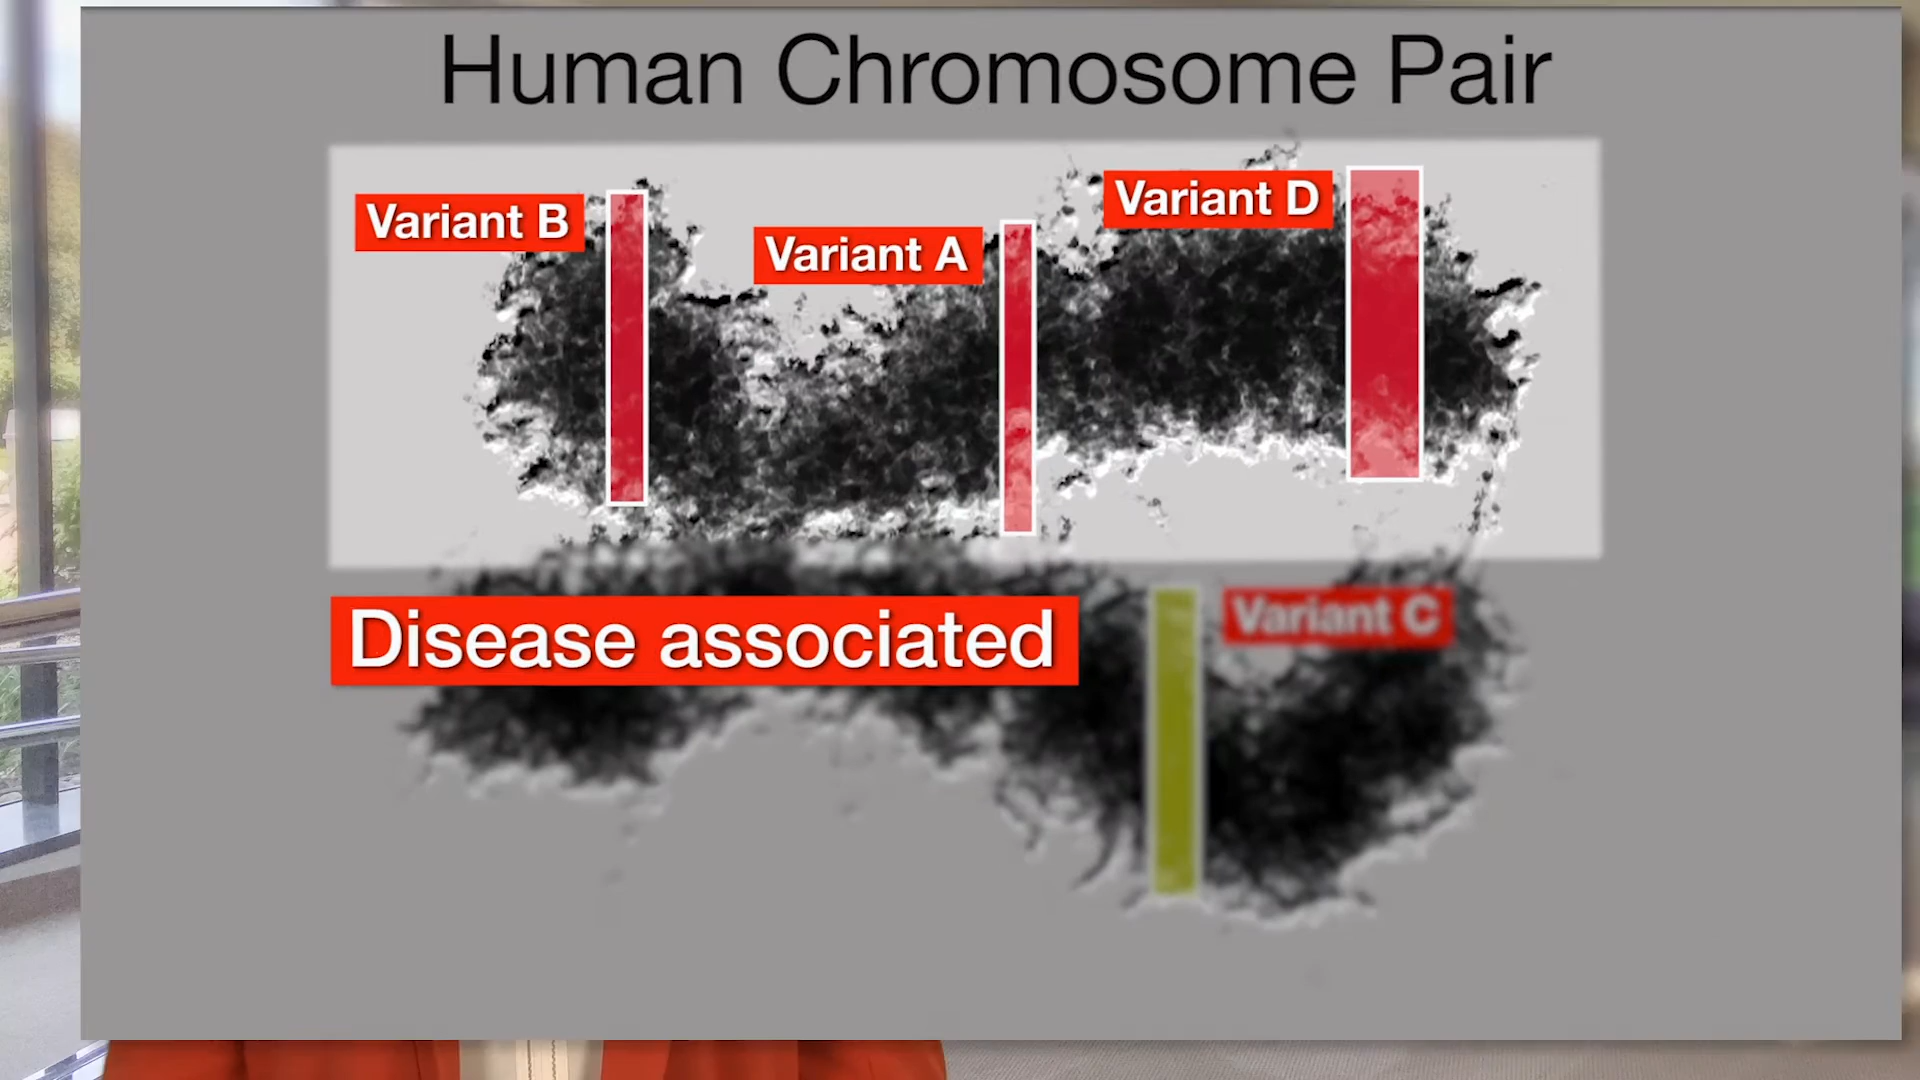 Human Chromosome Pair
Variant B
Variant A
Variant D
Disease associated
Variant C